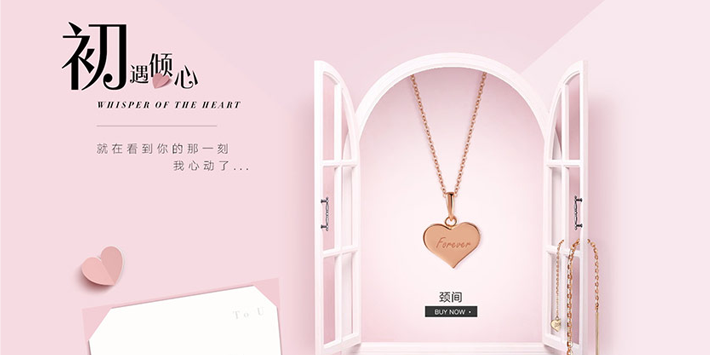 初遇倾心
WHISPER OF THE HEART
就在看到你的那一刻
我心动了...
Forever
颈间
BUY NOW
To U